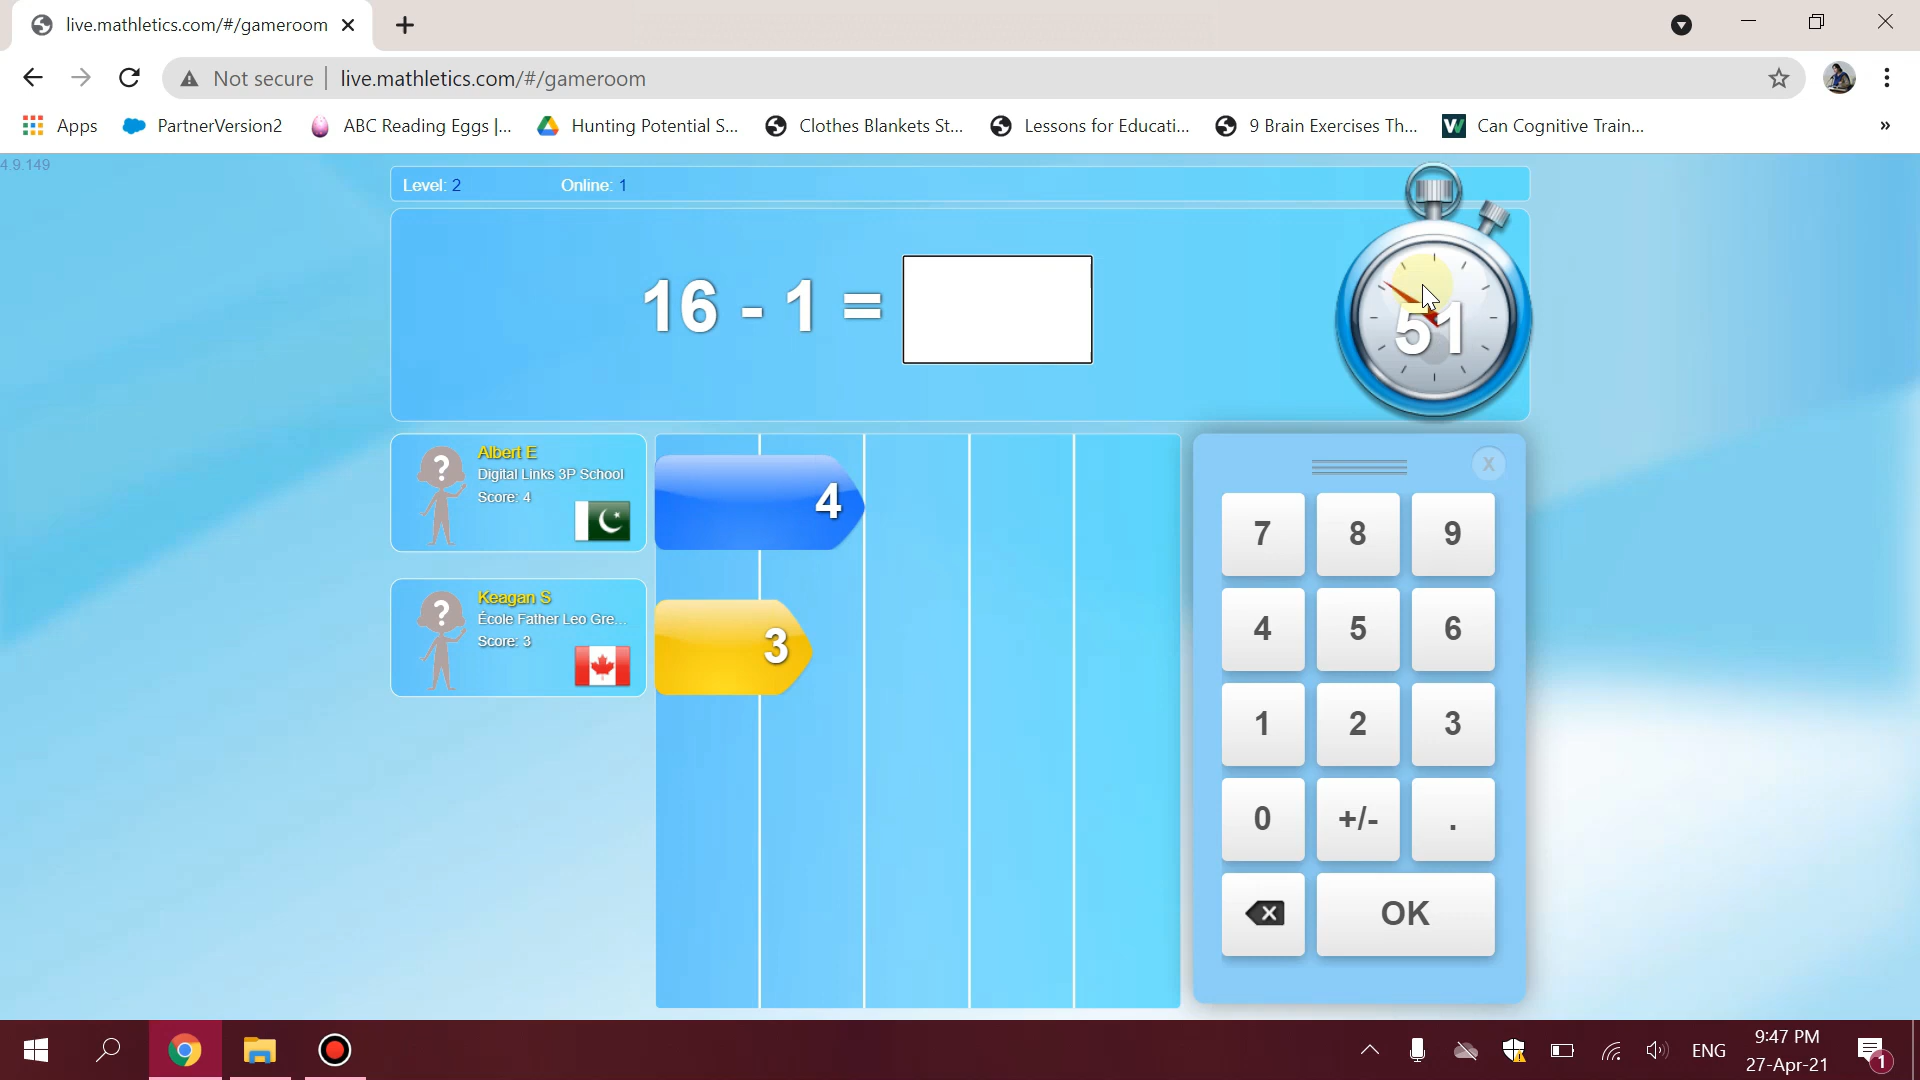 live.mathletics.com/#/gameroom
Not secure | live.mathletics.com/#/gameroom
Apps PartnerVersion2 ABC Reading Eggs |... Hunting Potential S... Clothes Blankets St... Lessons for Educati... 9 Brain Exercises Th... Can Cognitive Train... »
4.9.149
Level: 2 Online: 1
16 - 1 =
51
Albert E
Digital Links 3P School
Score: 4
4
Keagan S
École Father Leo Gre...
Score: 3
3
X
7 8 9
4 5 6
1 2 3
0 +/- .
OK
ENG
9:47 PM
27-Apr-21
1